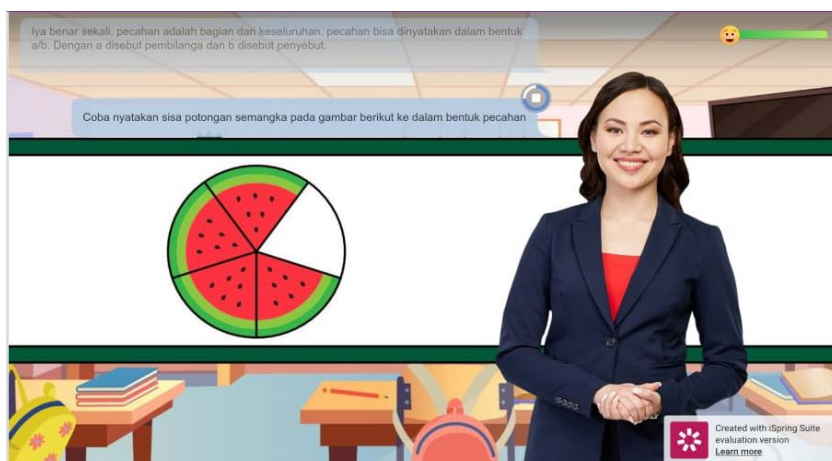 Iya benar sekali, pecahan adalah bagian dari keseluruhan, pecahan bisa dinyatakan dalam bentuk
a/b. Dengan a disebut pembilanga dan b disebut penyebut.
Coba nyatakan sisa potongan semangka pada gambar berikut ke dalam bentuk pecahan
Created with iSpring Suite
evaluation version
Learn more